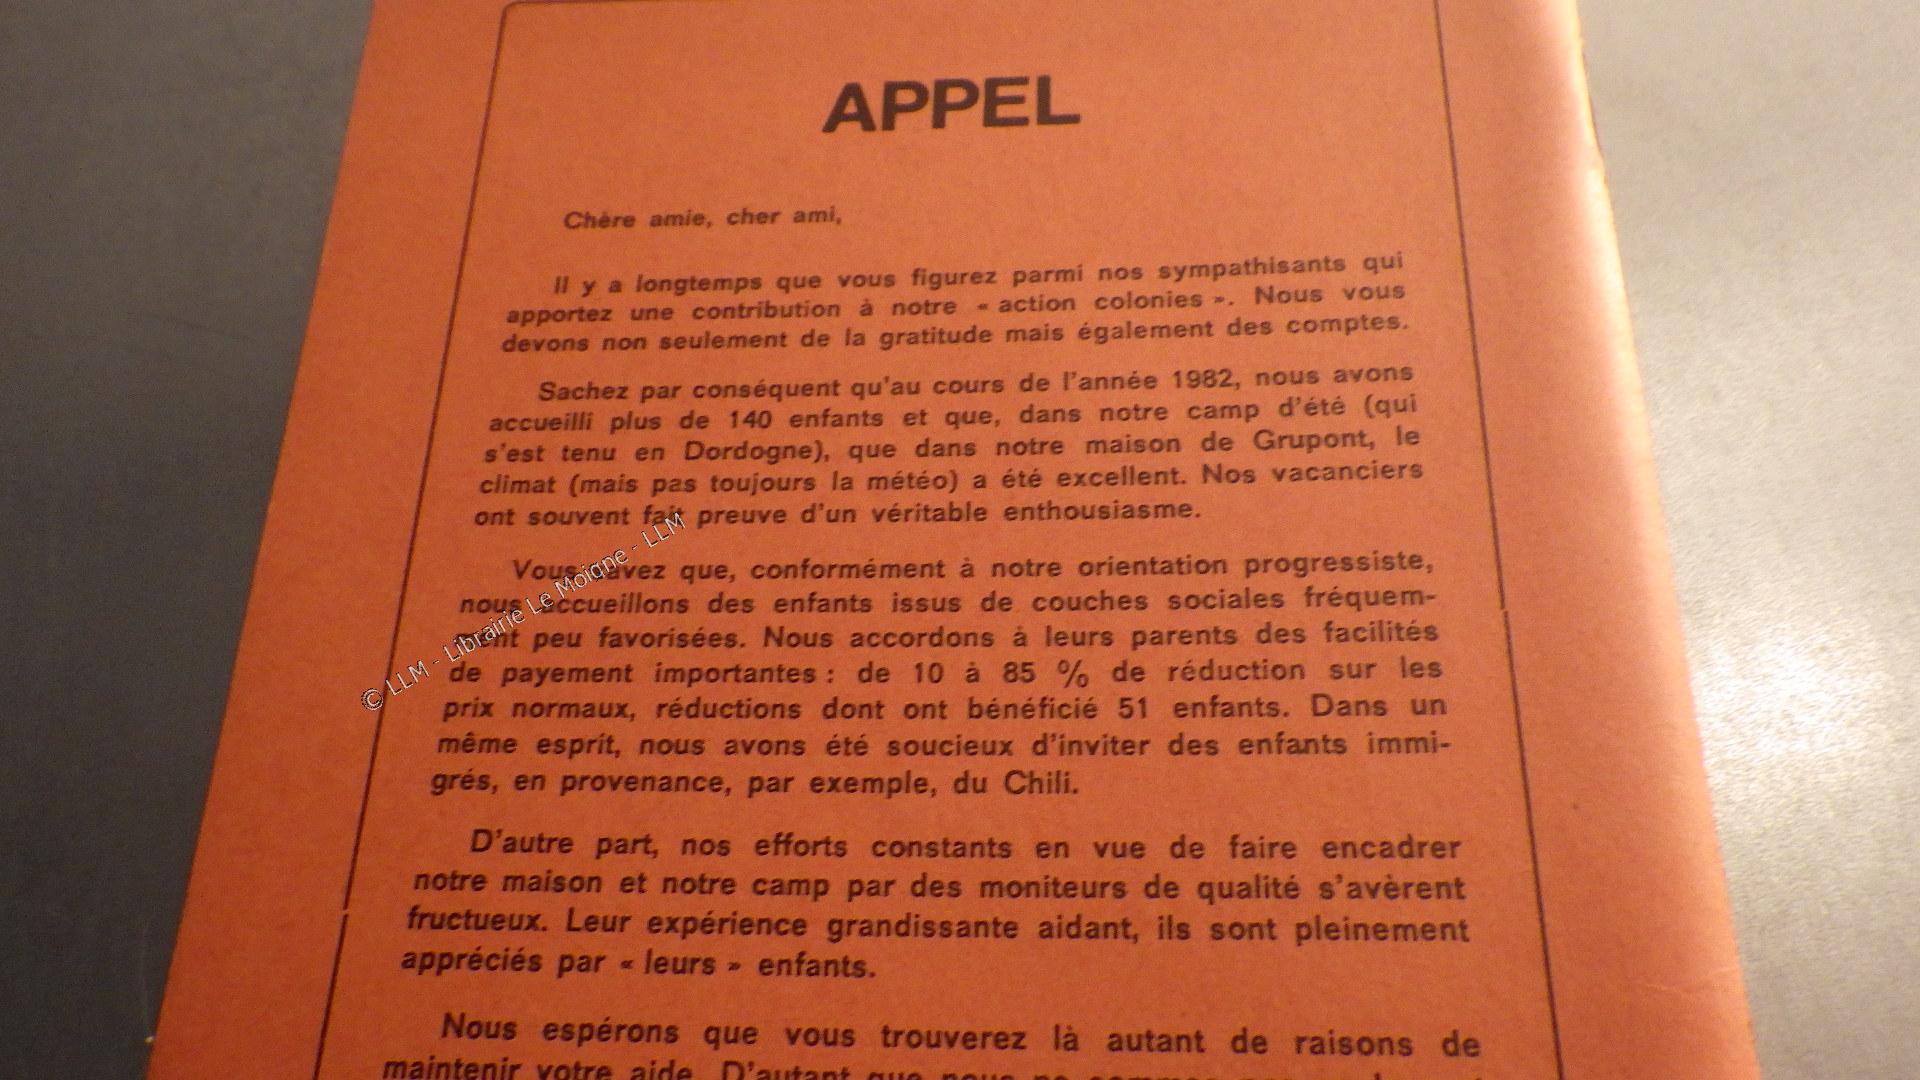 APPEL
Chère amie, cher ami,
Il y a longtemps que vous figurez parmi nos sympathisants qui
apportez une contribution à notre « action colonies ». Nous vous
devons non seulement de la gratitude mais également des comptes.
Sachez par conséquent qu'au cours de l'année 1982, nous avons
accueilli plus de 140 enfants et que, dans notre camp d'été (qui
s'est tenu en Dordogne), que dans notre maison de Grupont, le
climat (mais pas toujours la météo) a été excellent. Nos vacanciers
ont souvent fait preuve d'un véritable enthousiasme.
Vous savez que, conformément à notre orientation progressiste,
nous accueillons des enfants issus de couches sociales fréquem-
ment peu favorisées. Nous accordons à leurs parents des facilités
de payement importantes : de 10 à 85 % de réduction sur les
prix normaux, réductions dont ont bénéficié 51 enfants. Dans un
même esprit, nous avons été soucieux d'inviter des enfants immi-
grés, en provenance, par exemple, du Chili.
D'autre part, nos efforts constants en vue de faire encadrer
notre maison et notre camp par des moniteurs de qualité s'avèrent
fructueux. Leur expérience grandissante aidant, ils sont pleinement
appréciés par « leurs » enfants.
Nous espérons que vous trouverez là autant de raisons de
maintenir votre aide. D'autant que nous ne sommes
© LLM - Librairie Le Moigne - LLM